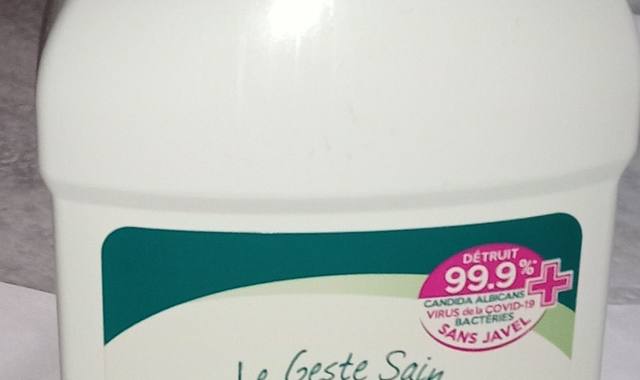 DÉTRUIT
99.9%*
CANDIDA ALBICANS
VIRUS de la COVID-19
BACTÉRIES
SANS JAVEL
Le Geste Sain